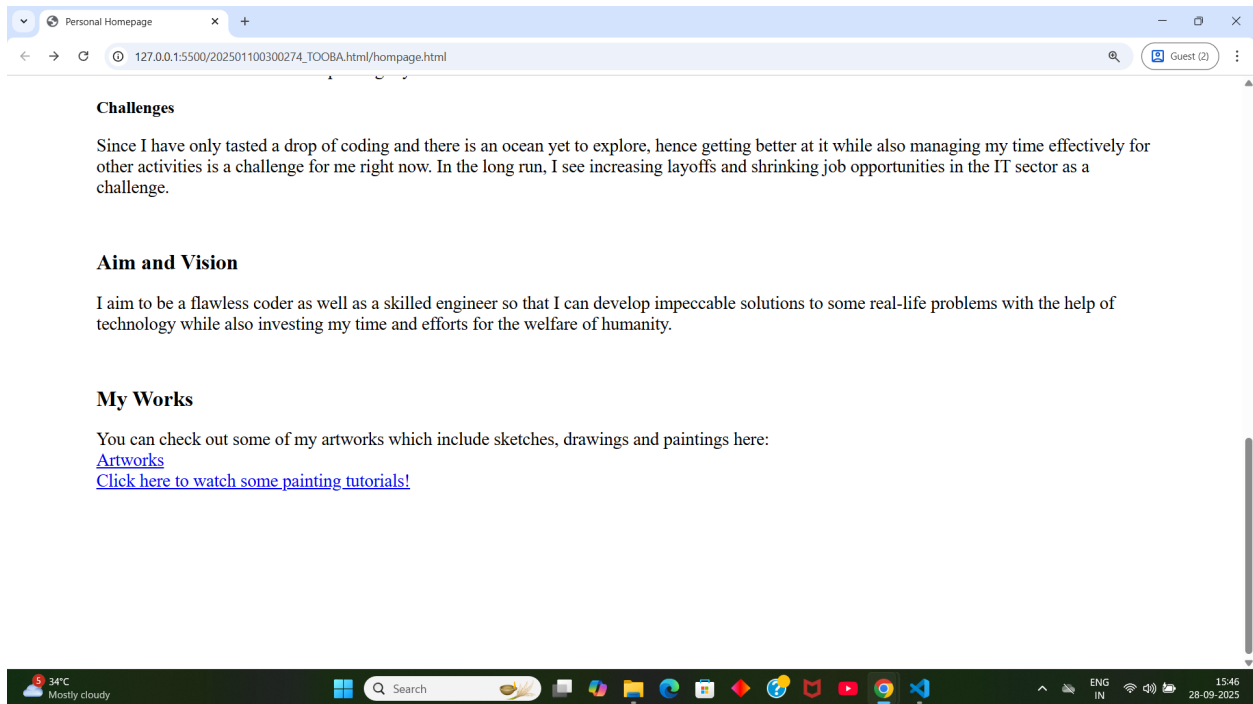 Personal Homepage
127.0.0.1:5500/202501100300274_TOOBA.html/hompage.html
Guest (2)
Challenges
Since I have only tasted a drop of coding and there is an ocean yet to explore, hence getting better at it while also managing my time effectively for
other activities is a challenge for me right now. In the long run, I see increasing layoffs and shrinking job opportunities in the IT sector as a
challenge.
Aim and Vision
I aim to be a flawless coder as well as a skilled engineer so that I can develop impeccable solutions to some real-life problems with the help of
technology while also investing my time and efforts for the welfare of humanity.
My Works
You can check out some of my artworks which include sketches, drawings and paintings here:
Artworks
Click here to watch some painting tutorials!
5
34°C
Mostly cloudy
Search
ENG
IN
15:46
28-09-2025